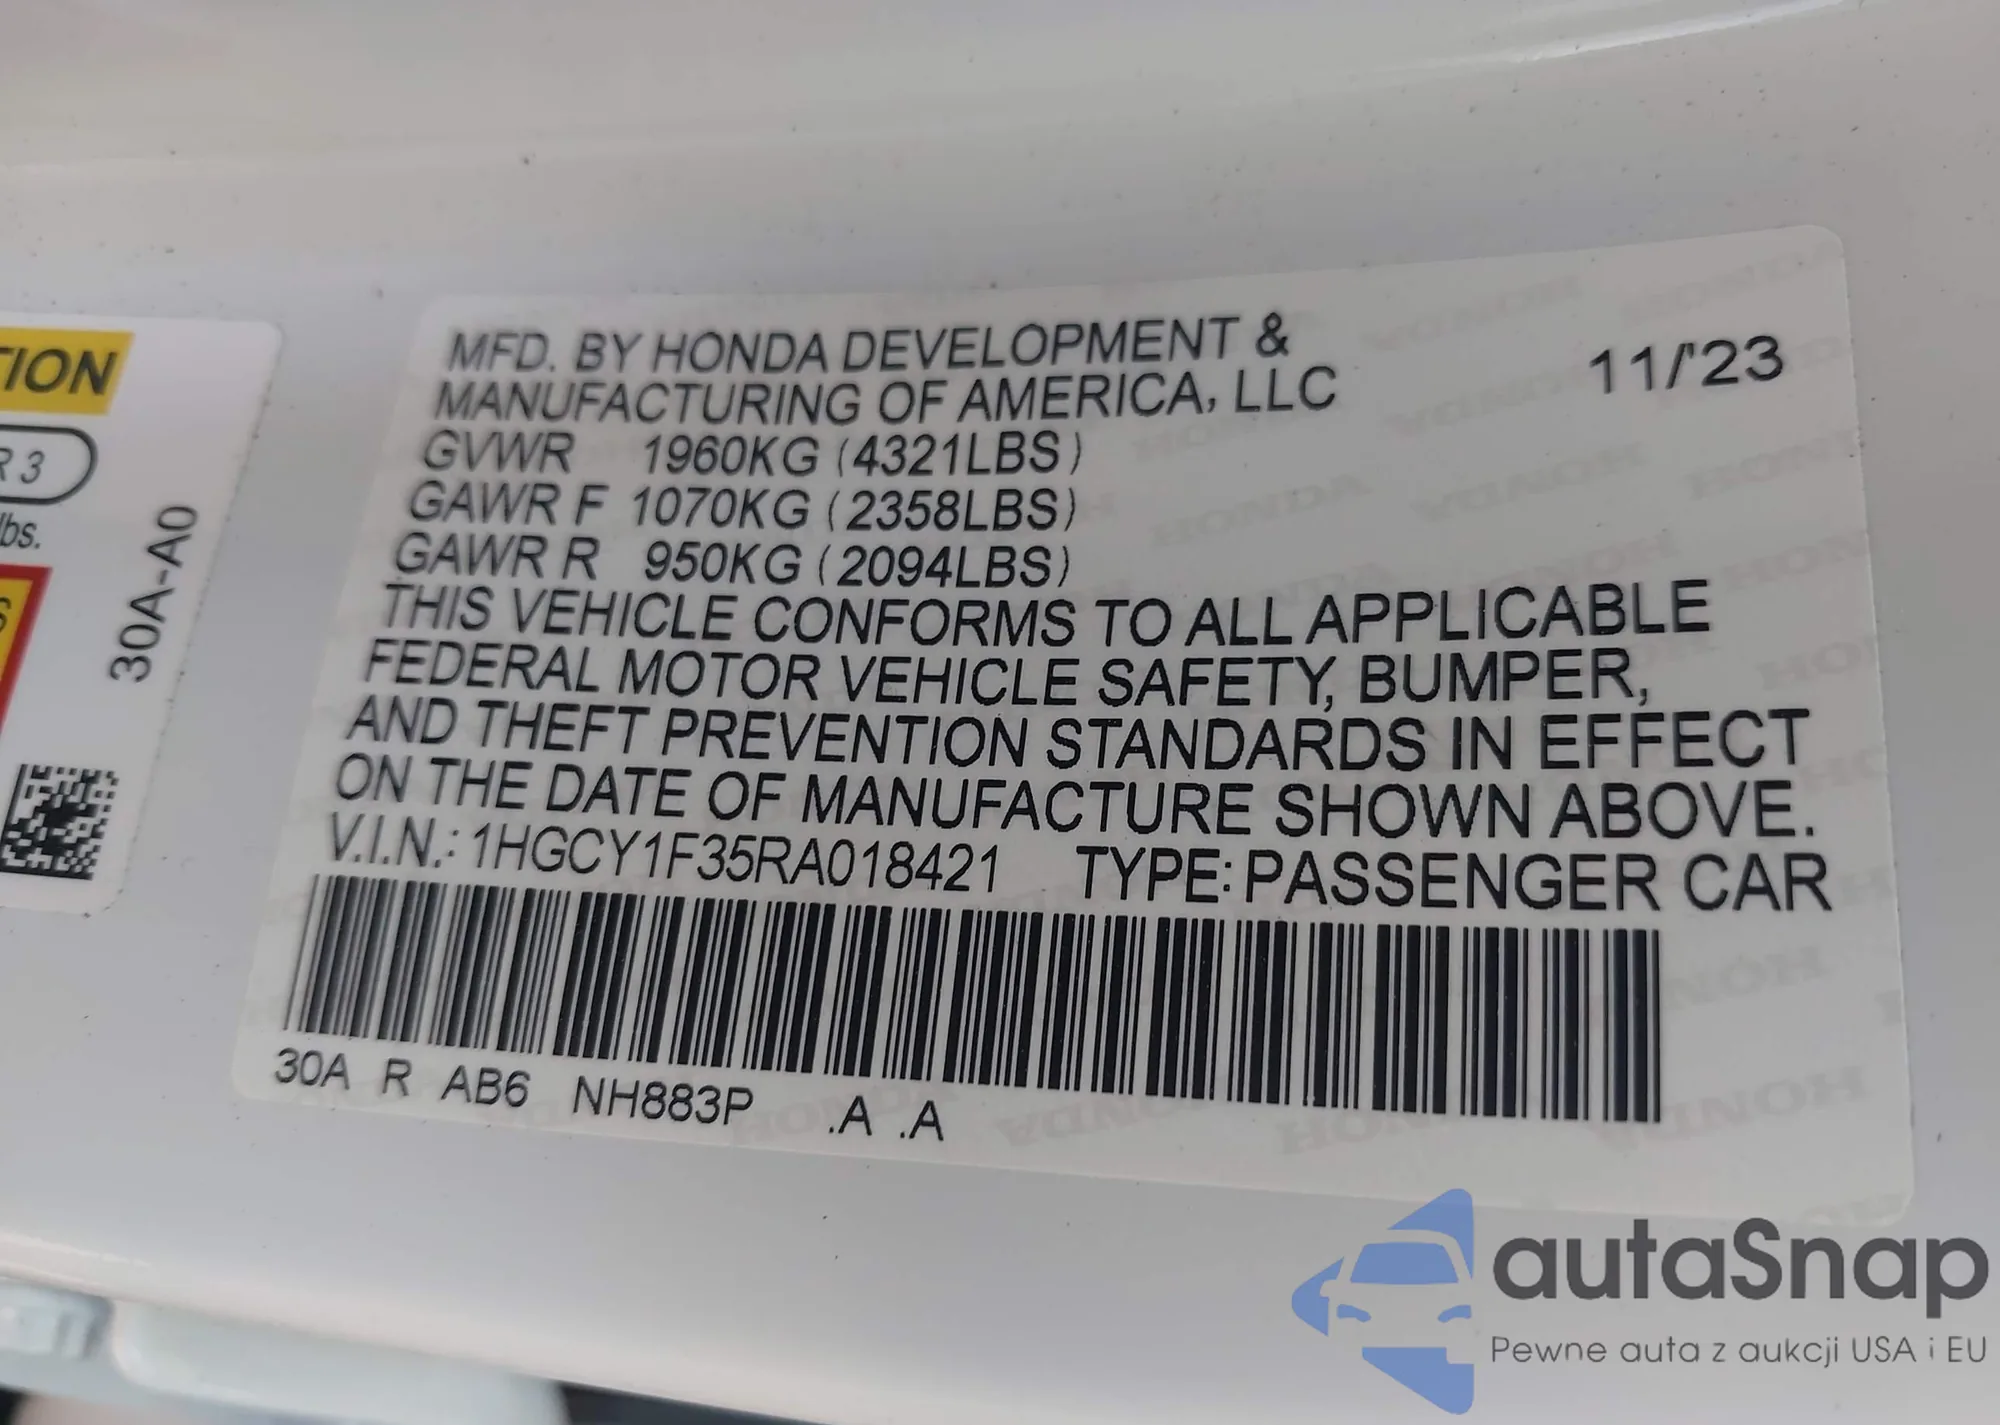 TION
R 3
lbs.
S
30A-A0
MFD. BY HONDA DEVELOPMENT &
MANUFACTURING OF AMERICA, LLC
11/'23
GVWR 1960KG (4321LBS)
GAWR F 1070KG (2358LBS)
GAWR R 950KG (2094LBS)
THIS VEHICLE CONFORMS TO ALL APPLICABLE
FEDERAL MOTOR VEHICLE SAFETY, BUMPER,
AND THEFT PREVENTION STANDARDS IN EFFECT
ON THE DATE OF MANUFACTURE SHOWN ABOVE.
V.I.N.: 1HGCY1F35RA018421 TYPE: PASSENGER CAR
30A R AB6 NH883P .A .A
autaSnap
Pewne auta z aukcji USA i EU